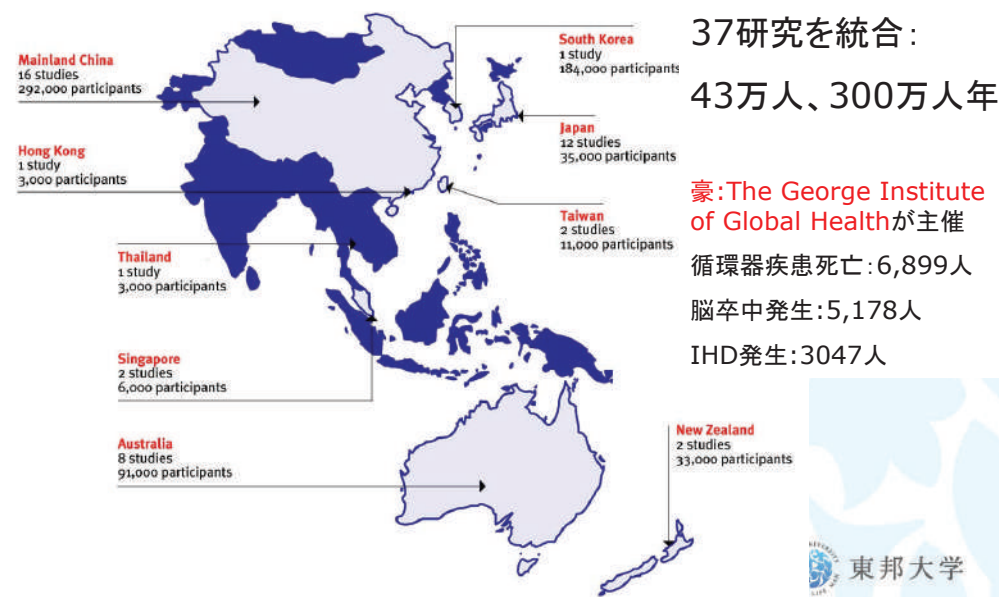 Mainland China
16 studies
292,000 participants
Hong Kong
1 study
3,000 participants
Thailand
1 study
3,000 participants
Singapore
2 studies
6,000 participants
Australia
8 studies
91,000 participants
South Korea
1 study
184,000 participants
Japan
12 studies
35,000 participants
Taiwan
2 studies
11,000 participants
New Zealand
2 studies
33,000 participants
37研究を統合:
43万人、300万人年
豪:The George Institute
of Global Healthが主催
循環器疾患死亡:6,899人
脳卒中発生:5,178人
IHD発生:3047人
東邦大学